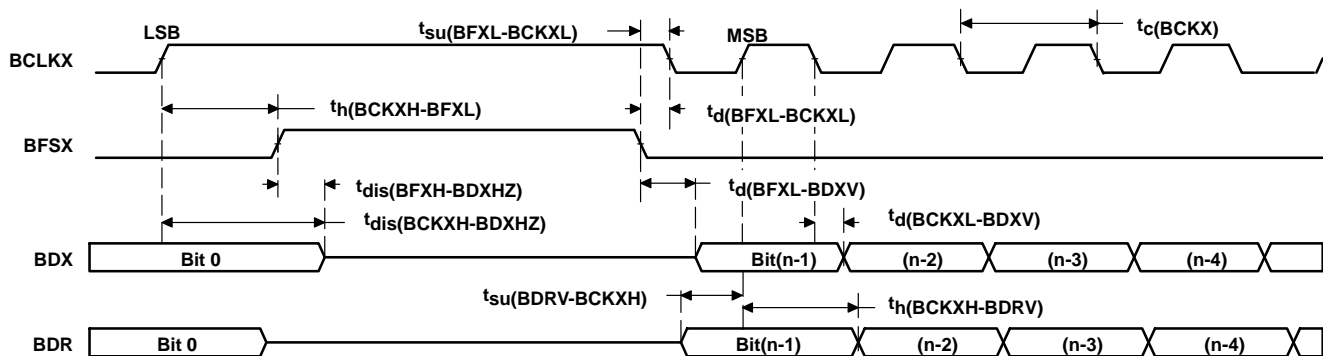 LSB
tsu(BFXL-BCKXL)
MSB
tc(BCKX)
BCLKX
th(BCKXH-BFXL)
td(BFXL-BCKXL)
BFSX
tdis(BFXH-BDXHZ)
td(BFXL-BDXV)
tdis(BCKXH-BDXHZ)
td(BCKXL-BDXV)
BDX Bit 0 Bit(n-1) (n-2) (n-3) (n-4)
tsu(BDRV-BCKXH)
th(BCKXH-BDRV)
BDR Bit 0 Bit(n-1) (n-2) (n-3) (n-4)